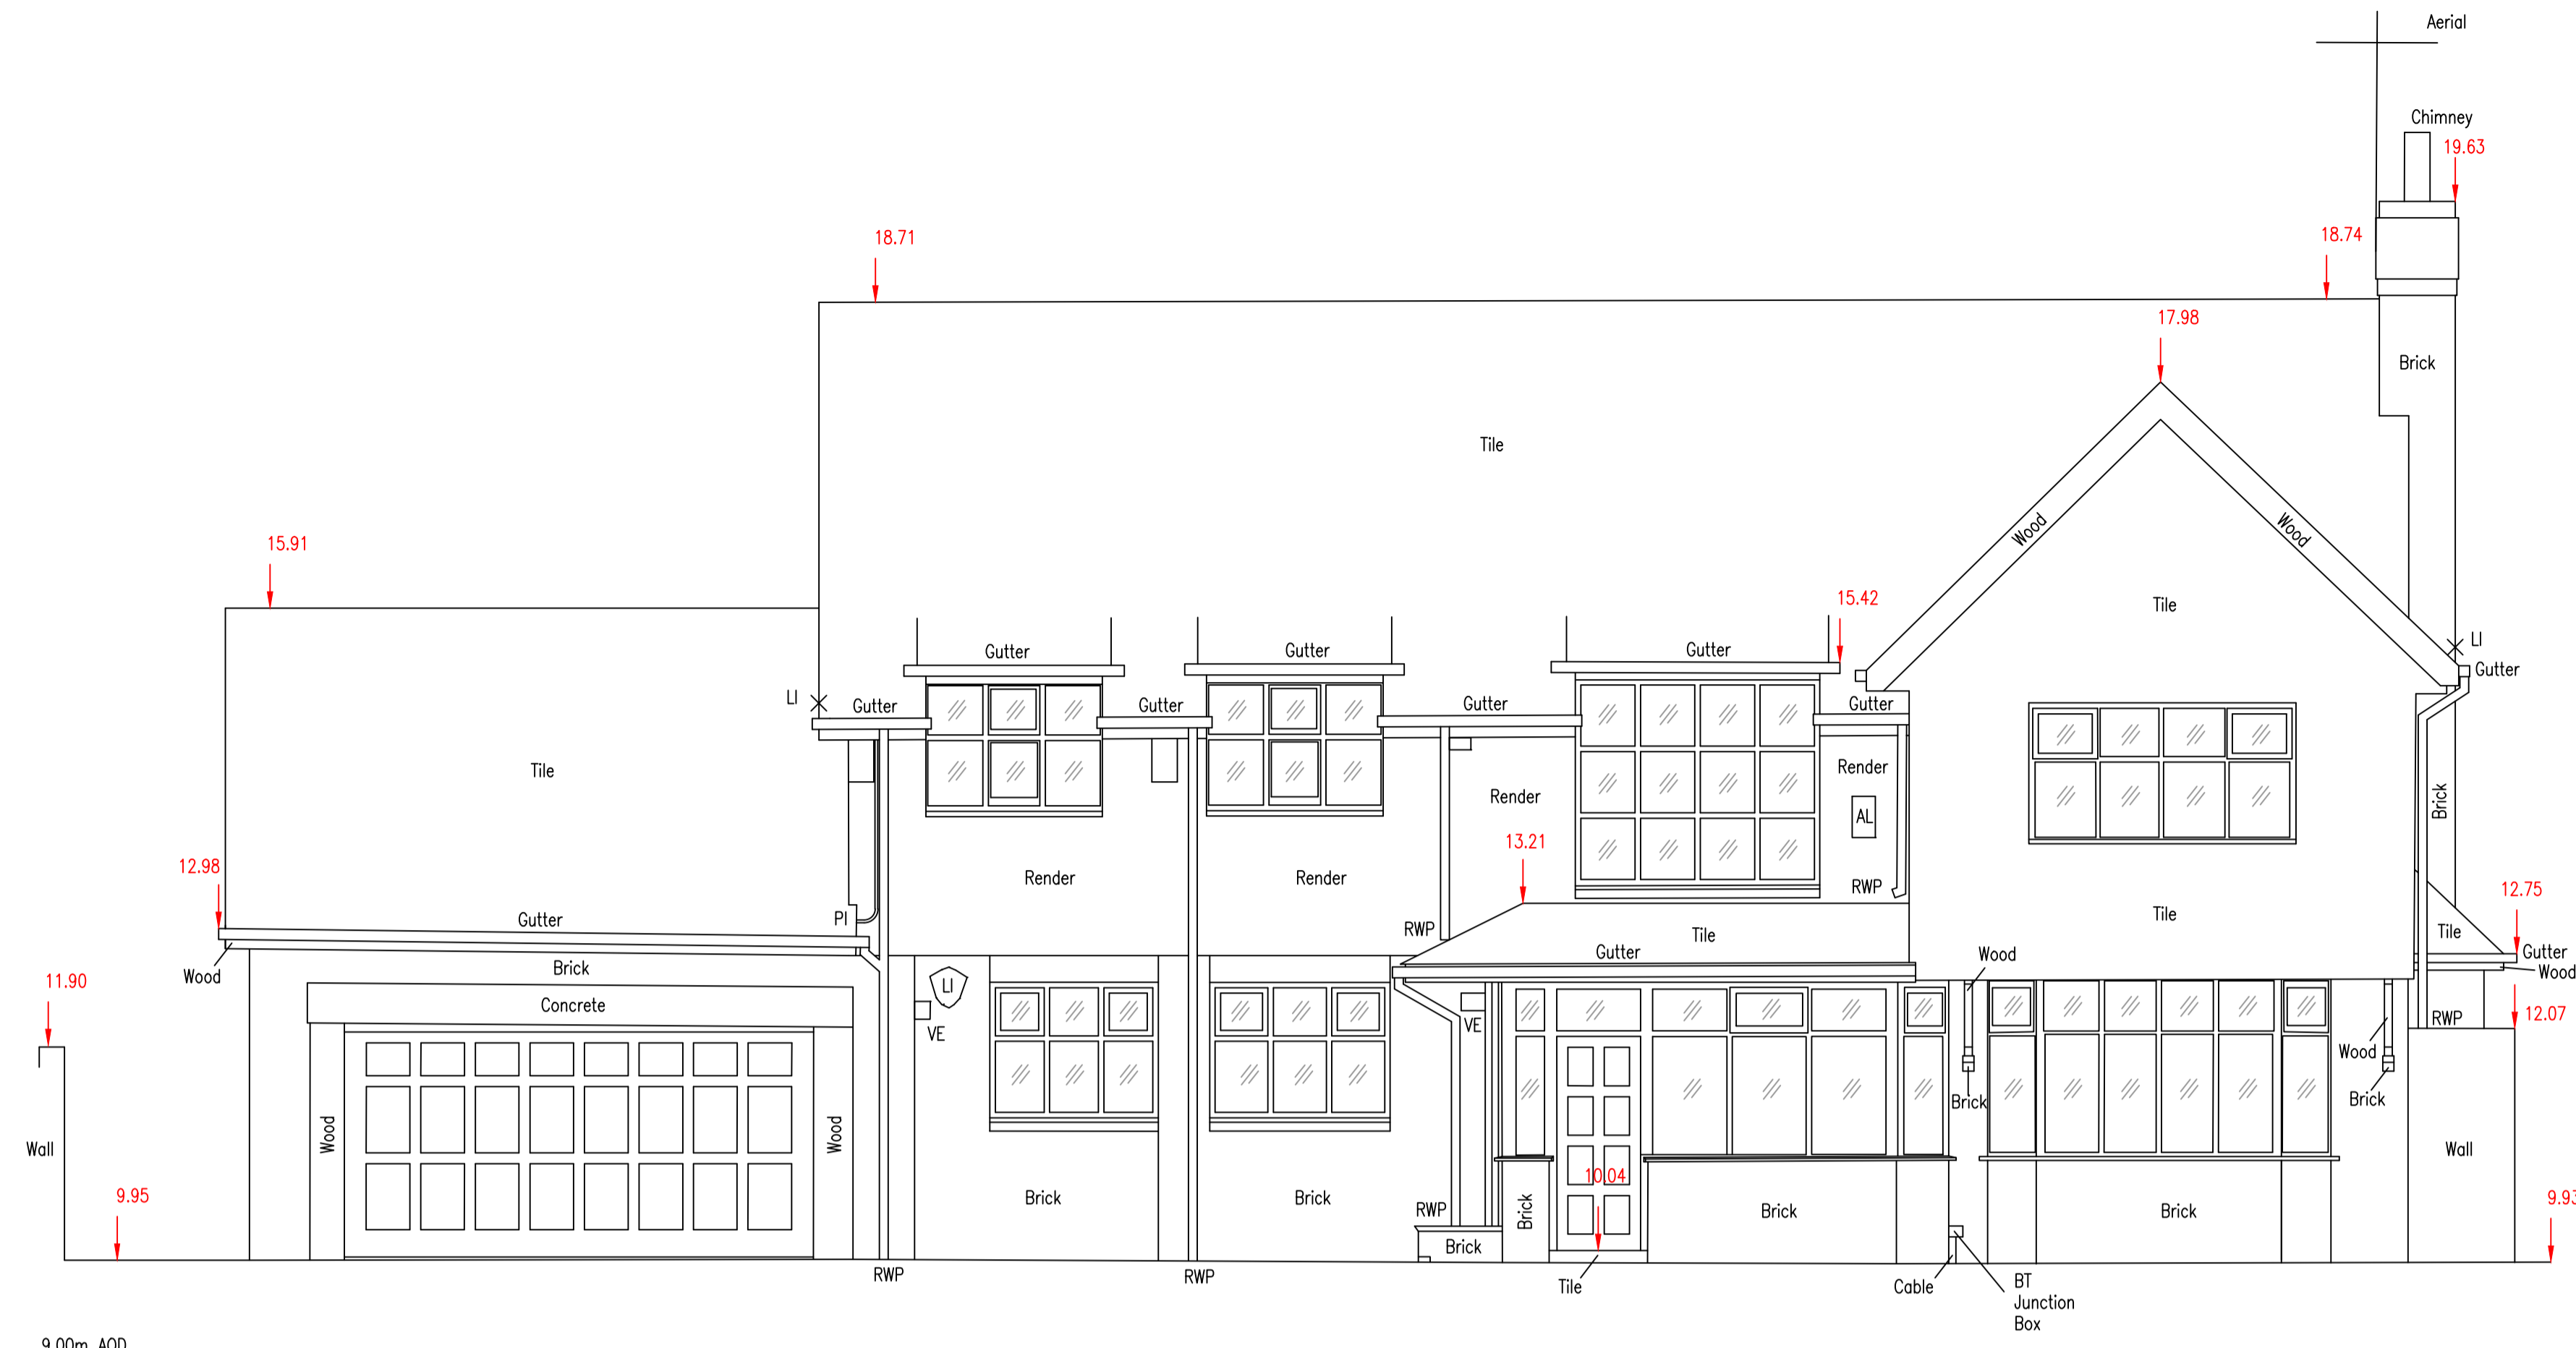 Aerial
Chimney
19.63
18.71
18.74
17.98
Brick
Tile
Wood
Wood
15.91
15.42
Tile
LI
Gutter
Gutter
Gutter
Gutter
LI
Gutter
Gutter
Gutter
Gutter
Render
Tile
Render
AL
Brick
13.21
12.98
Render
Render
RWP
12.75
PI
Gutter
RWP
Tile
Tile
Tile
Gutter
Gutter
Wood
Brick
Wood
Wood
11.90
Concrete
LI
VE
VE
RWP
12.07
Wood
Brick
Brick
Wall
Wood
Wood
Wall
9.95
Brick
Brick
10.04
RWP
Brick
Brick
Brick
9.93
Brick
RWP
RWP
Tile
Cable
BT
Junction
Box
9.00m AOD